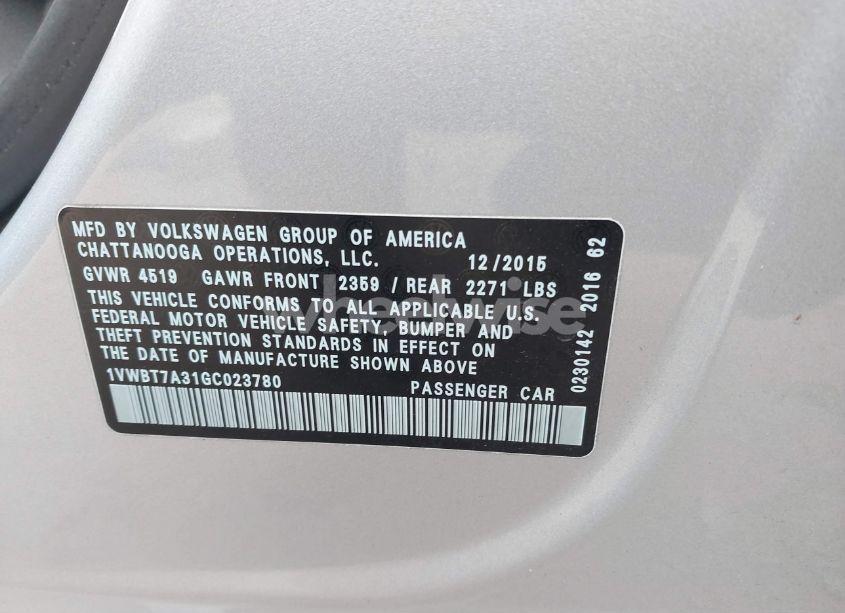 MFD BY VOLKSWAGEN GROUP OF AMERICA
CHATTANOOGA OPERATIONS, LLC. 12/2015
GVWR 4519 GAWR FRONT 2359 / REAR 2271 LBS
THIS VEHICLE CONFORMS TO ALL APPLICABLE U.S.
FEDERAL MOTOR VEHICLE SAFETY, BUMPER AND
THEFT PREVENTION STANDARDS IN EFFECT ON
THE DATE OF MANUFACTURE SHOWN ABOVE
1VWBT7A31GC023780 PASSENGER CAR
0230142 2016 62
wheelwise